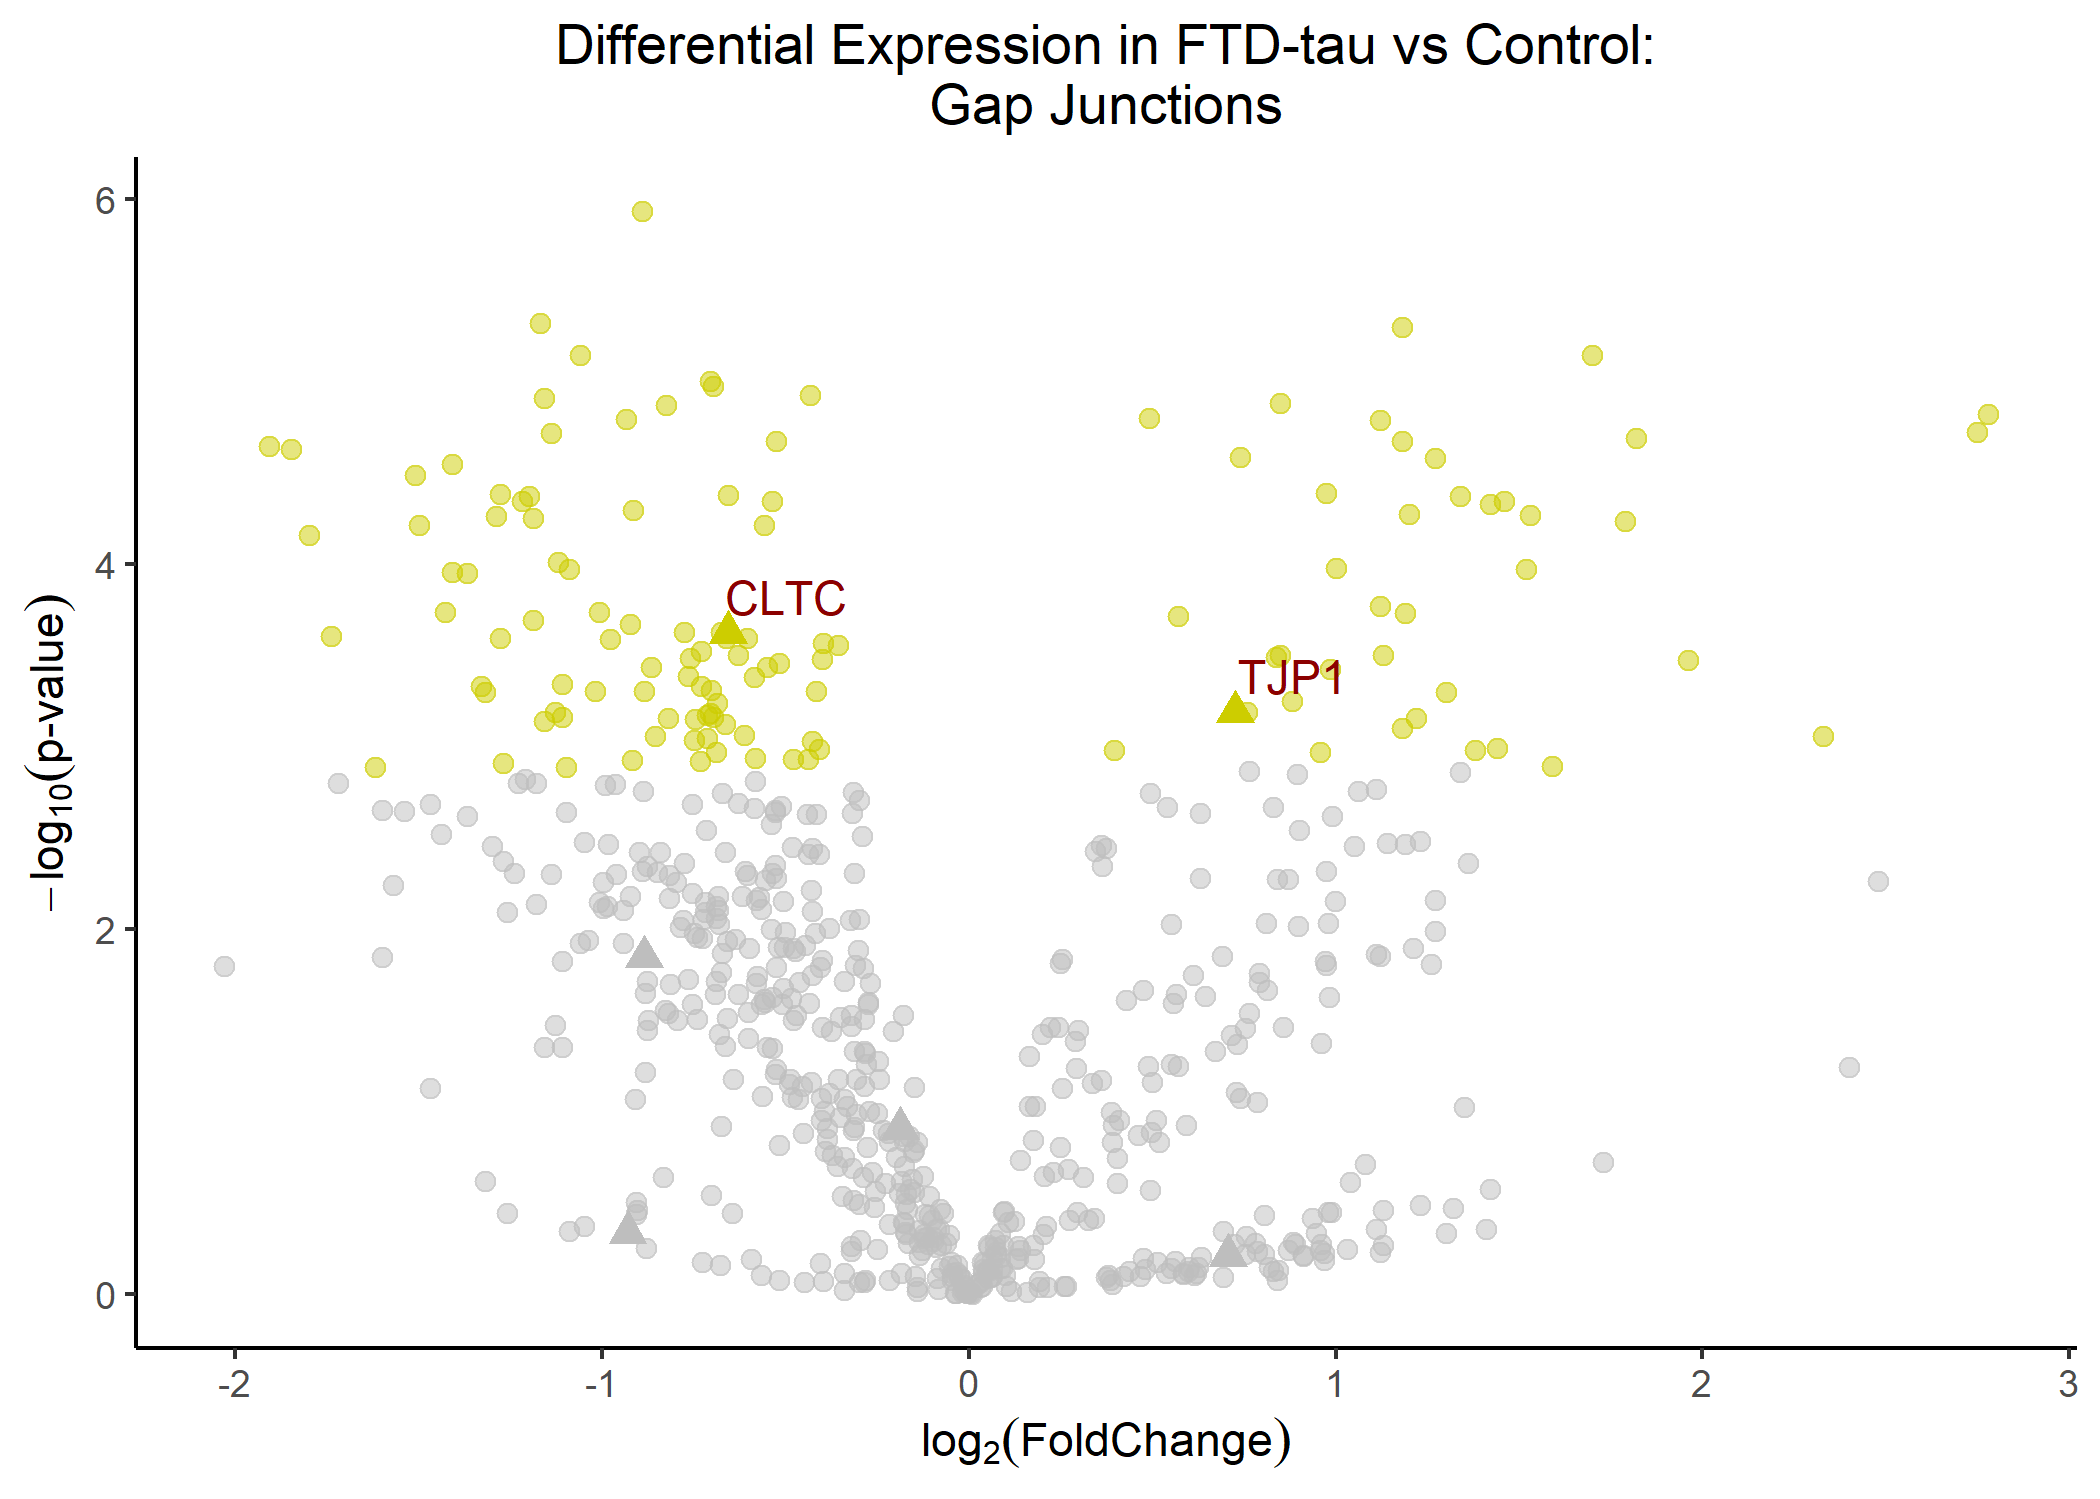 Differential Expression in FTD-tau vs Control:
Gap Junctions
6
4
2
0
−log10(p-value)
CLTC
TJP1
-2
-1
0
1
2
3
log2(FoldChange)